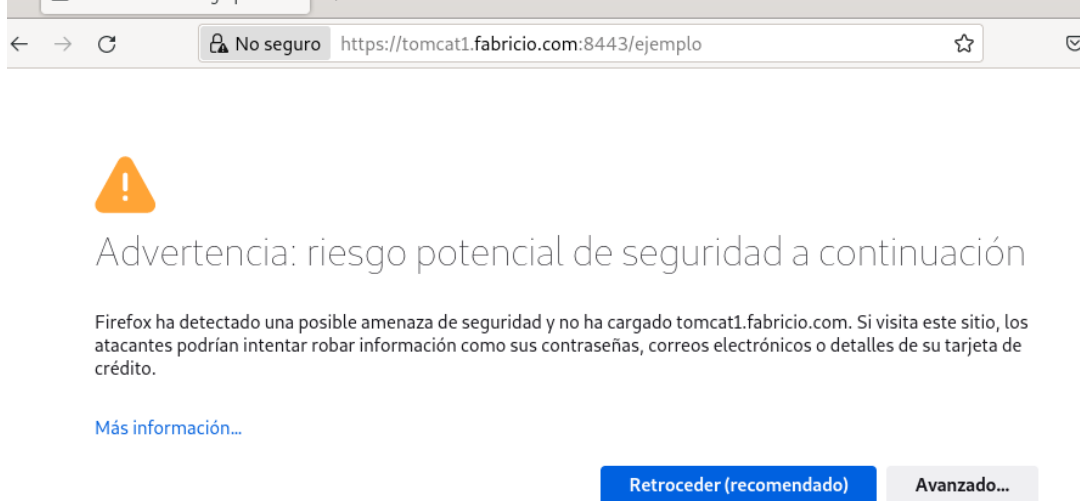 No seguro https://tomcat1.fabricio.com:8443/ejemplo
Advertencia: riesgo potencial de seguridad a continuación
Firefox ha detectado una posible amenaza de seguridad y no ha cargado tomcat1.fabricio.com. Si visita este sitio, los
atacantes podrían intentar robar información como sus contraseñas, correos electrónicos o detalles de su tarjeta de
crédito.
Más información...
Retroceder (recomendado) Avanzado...